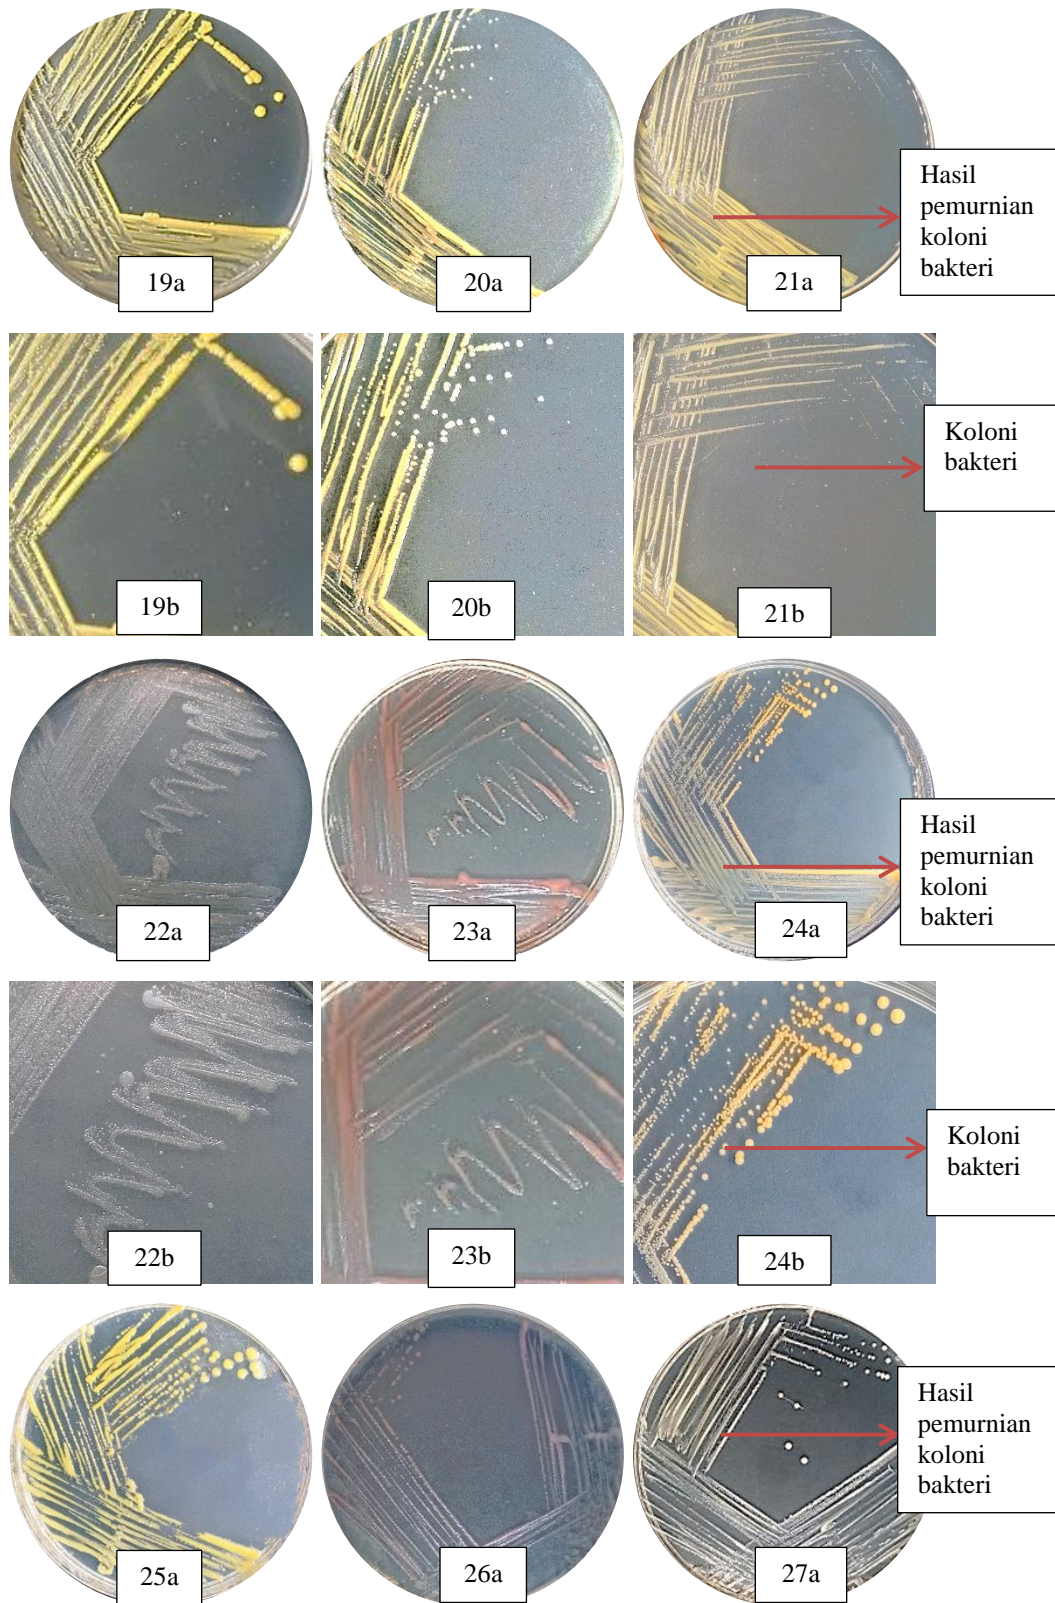 19a
20a
21a
Hasil
pemurnian
koloni
bakteri
19b
20b
21b
Koloni
bakteri
22a
23a
24a
Hasil
pemurnian
koloni
bakteri
22b
23b
24b
Koloni
bakteri
25a
26a
27a
Hasil
pemurnian
koloni
bakteri